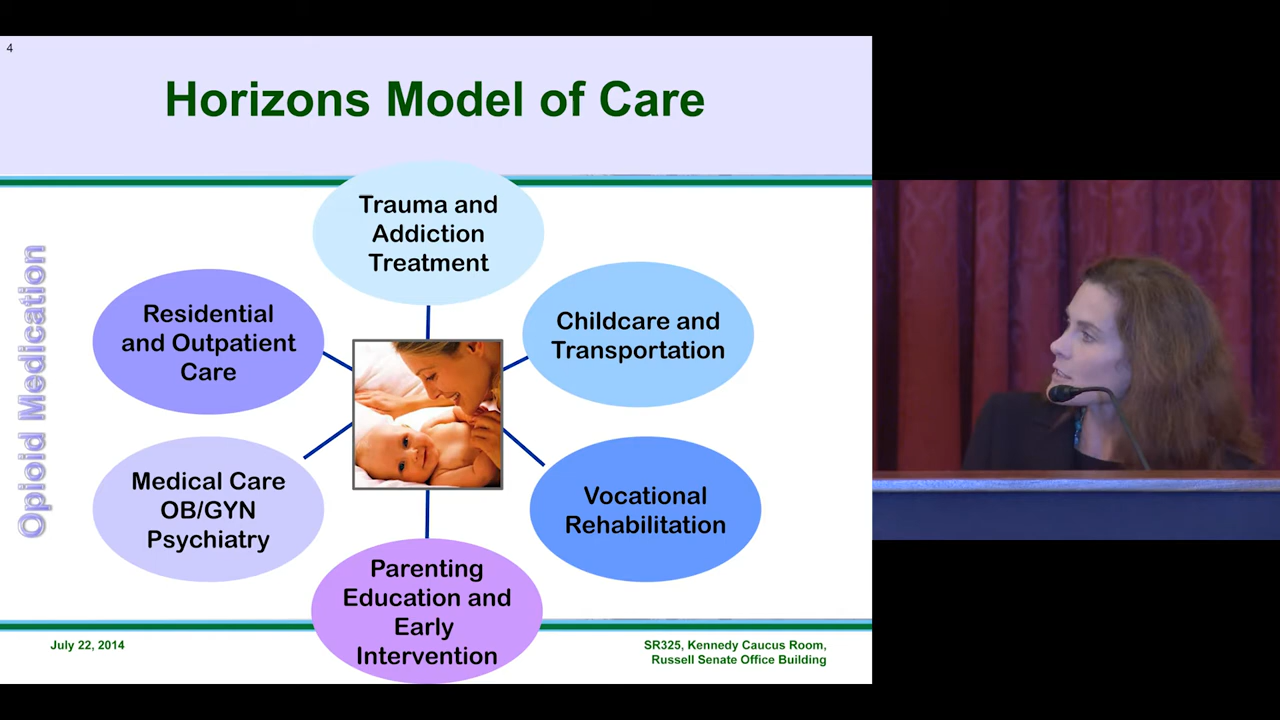 4
Horizons Model of Care
Trauma and
Addiction
Treatment
Residential
and Outpatient
Care
Childcare and
Transportation
Medical Care
OB/GYN
Psychiatry
Vocational
Rehabilitation
Parenting
Education and
Early
Intervention
Opioid Medication
July 22, 2014
SR325, Kennedy Caucus Room,
Russell Senate Office Building